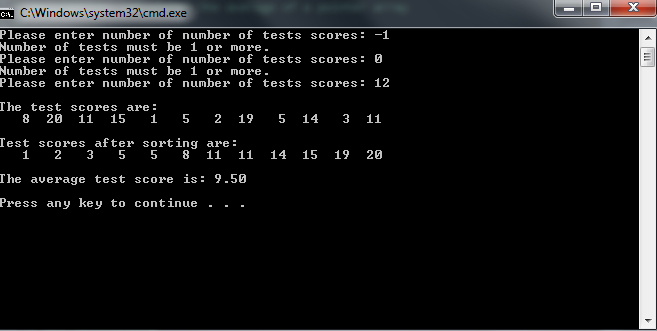 C:\Windows\system32\cmd.exe
Please enter number of number of tests scores: -1
Number of tests must be 1 or more.
Please enter number of number of tests scores: 0
Number of tests must be 1 or more.
Please enter number of number of tests scores: 12
The test scores are:
8 20 11 15 1 5 2 19 5 14 3 11
Test scores after sorting are:
1 2 3 5 5 8 11 11 14 15 19 20
The average test score is: 9.50
Press any key to continue . . .